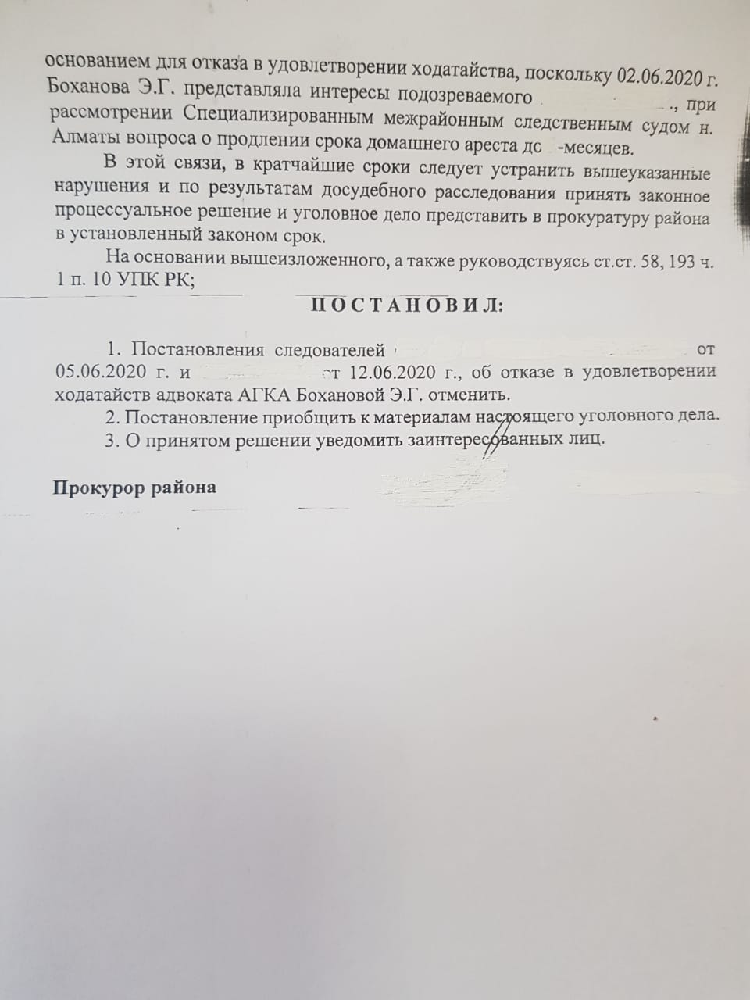 основанием для отказа в удовлетворении ходатайства, поскольку 02.06.2020 г.
Боханова Э.Г. представляла интересы подозреваемого ., при
рассмотрении Специализированным межрайонным следственным судом н.
Алматы вопроса о продлении срока домашнего ареста до -месяцев.
В этой связи, в кратчайшие сроки следует устранить вышеуказанные
нарушения и по результатам досудебного расследования принять законное
процессуальное решение и уголовное дело представить в прокуратуру района
в установленный законом срок.
На основании вышеизложенного, а также руководствуясь ст.ст. 58, 193 ч.
1 п. 10 УПК РК;
ПОСТАНОВИЛ:
1. Постановления следователей от
05.06.2020 г. и от 12.06.2020 г., об отказе в удовлетворении
ходатайств адвоката АГКА Бохановой Э.Г. отменить.
2. Постановление приобщить к материалам настоящего уголовного дела.
3. О принятом решении уведомить заинтересованных лиц.
Прокурор района